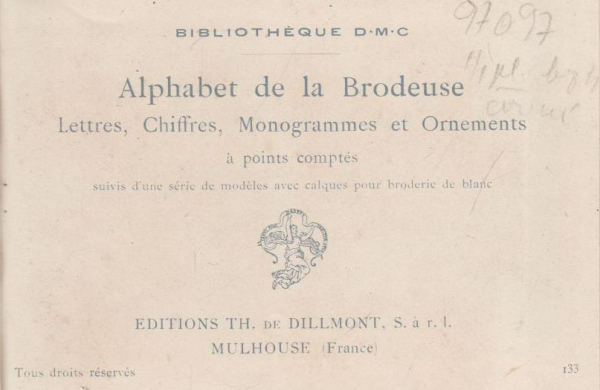 BIBLIOTHÈQUE D·M·C
97097
Alphabet de la Brodeuse
Lettres, Chiffres, Monogrammes et Ornements
à points comptés
suivis d'une série de modèles avec calques pour broderie de blanc
EDITIONS TH. DE DILLMONT, S. à r. l.
MULHOUSE (France)
Tous droits réservés
133